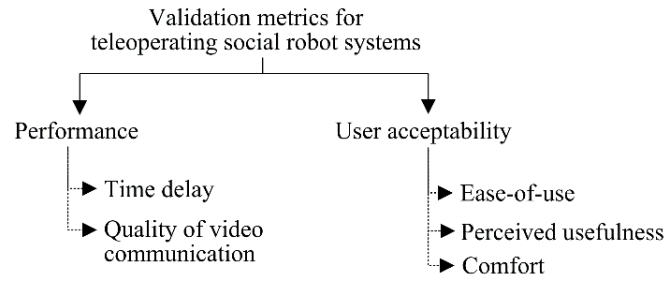 Validation metrics for
teleoperating social robot systems
Performance
Time delay
Quality of video
communication
User acceptability
Ease-of-use
Perceived usefulness
Comfort